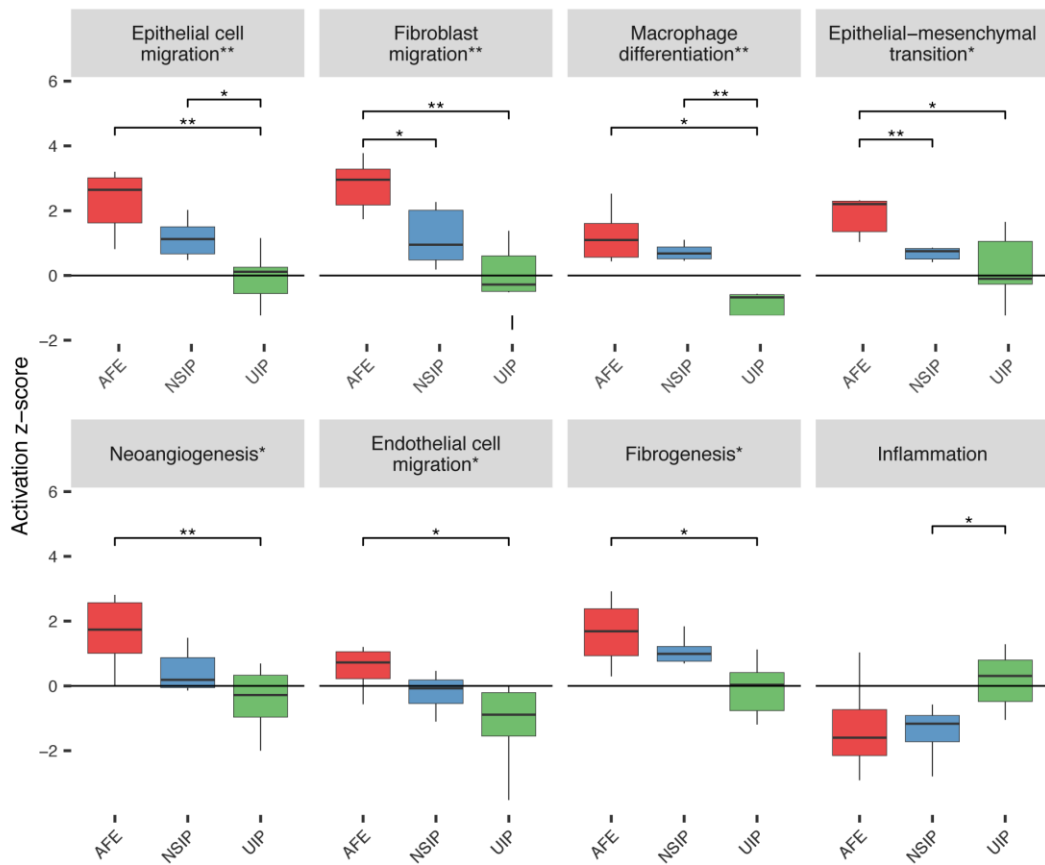 Epithelial cell
migration**
Fibroblast
migration**
Macrophage
differentiation**
Epithelial−mesenchymal
transition*
6
4
2
0
−2
*
**
**
*
**
*
*
**
AFE
NSIP
UIP
AFE
NSIP
UIP
AFE
NSIP
UIP
AFE
NSIP
UIP
Activation z−score
Neoangiogenesis*
Endothelial cell
migration*
Fibrogenesis*
Inflammation
6
4
2
0
−2
**
*
*
*
AFE
NSIP
UIP
AFE
NSIP
UIP
AFE
NSIP
UIP
AFE
NSIP
UIP